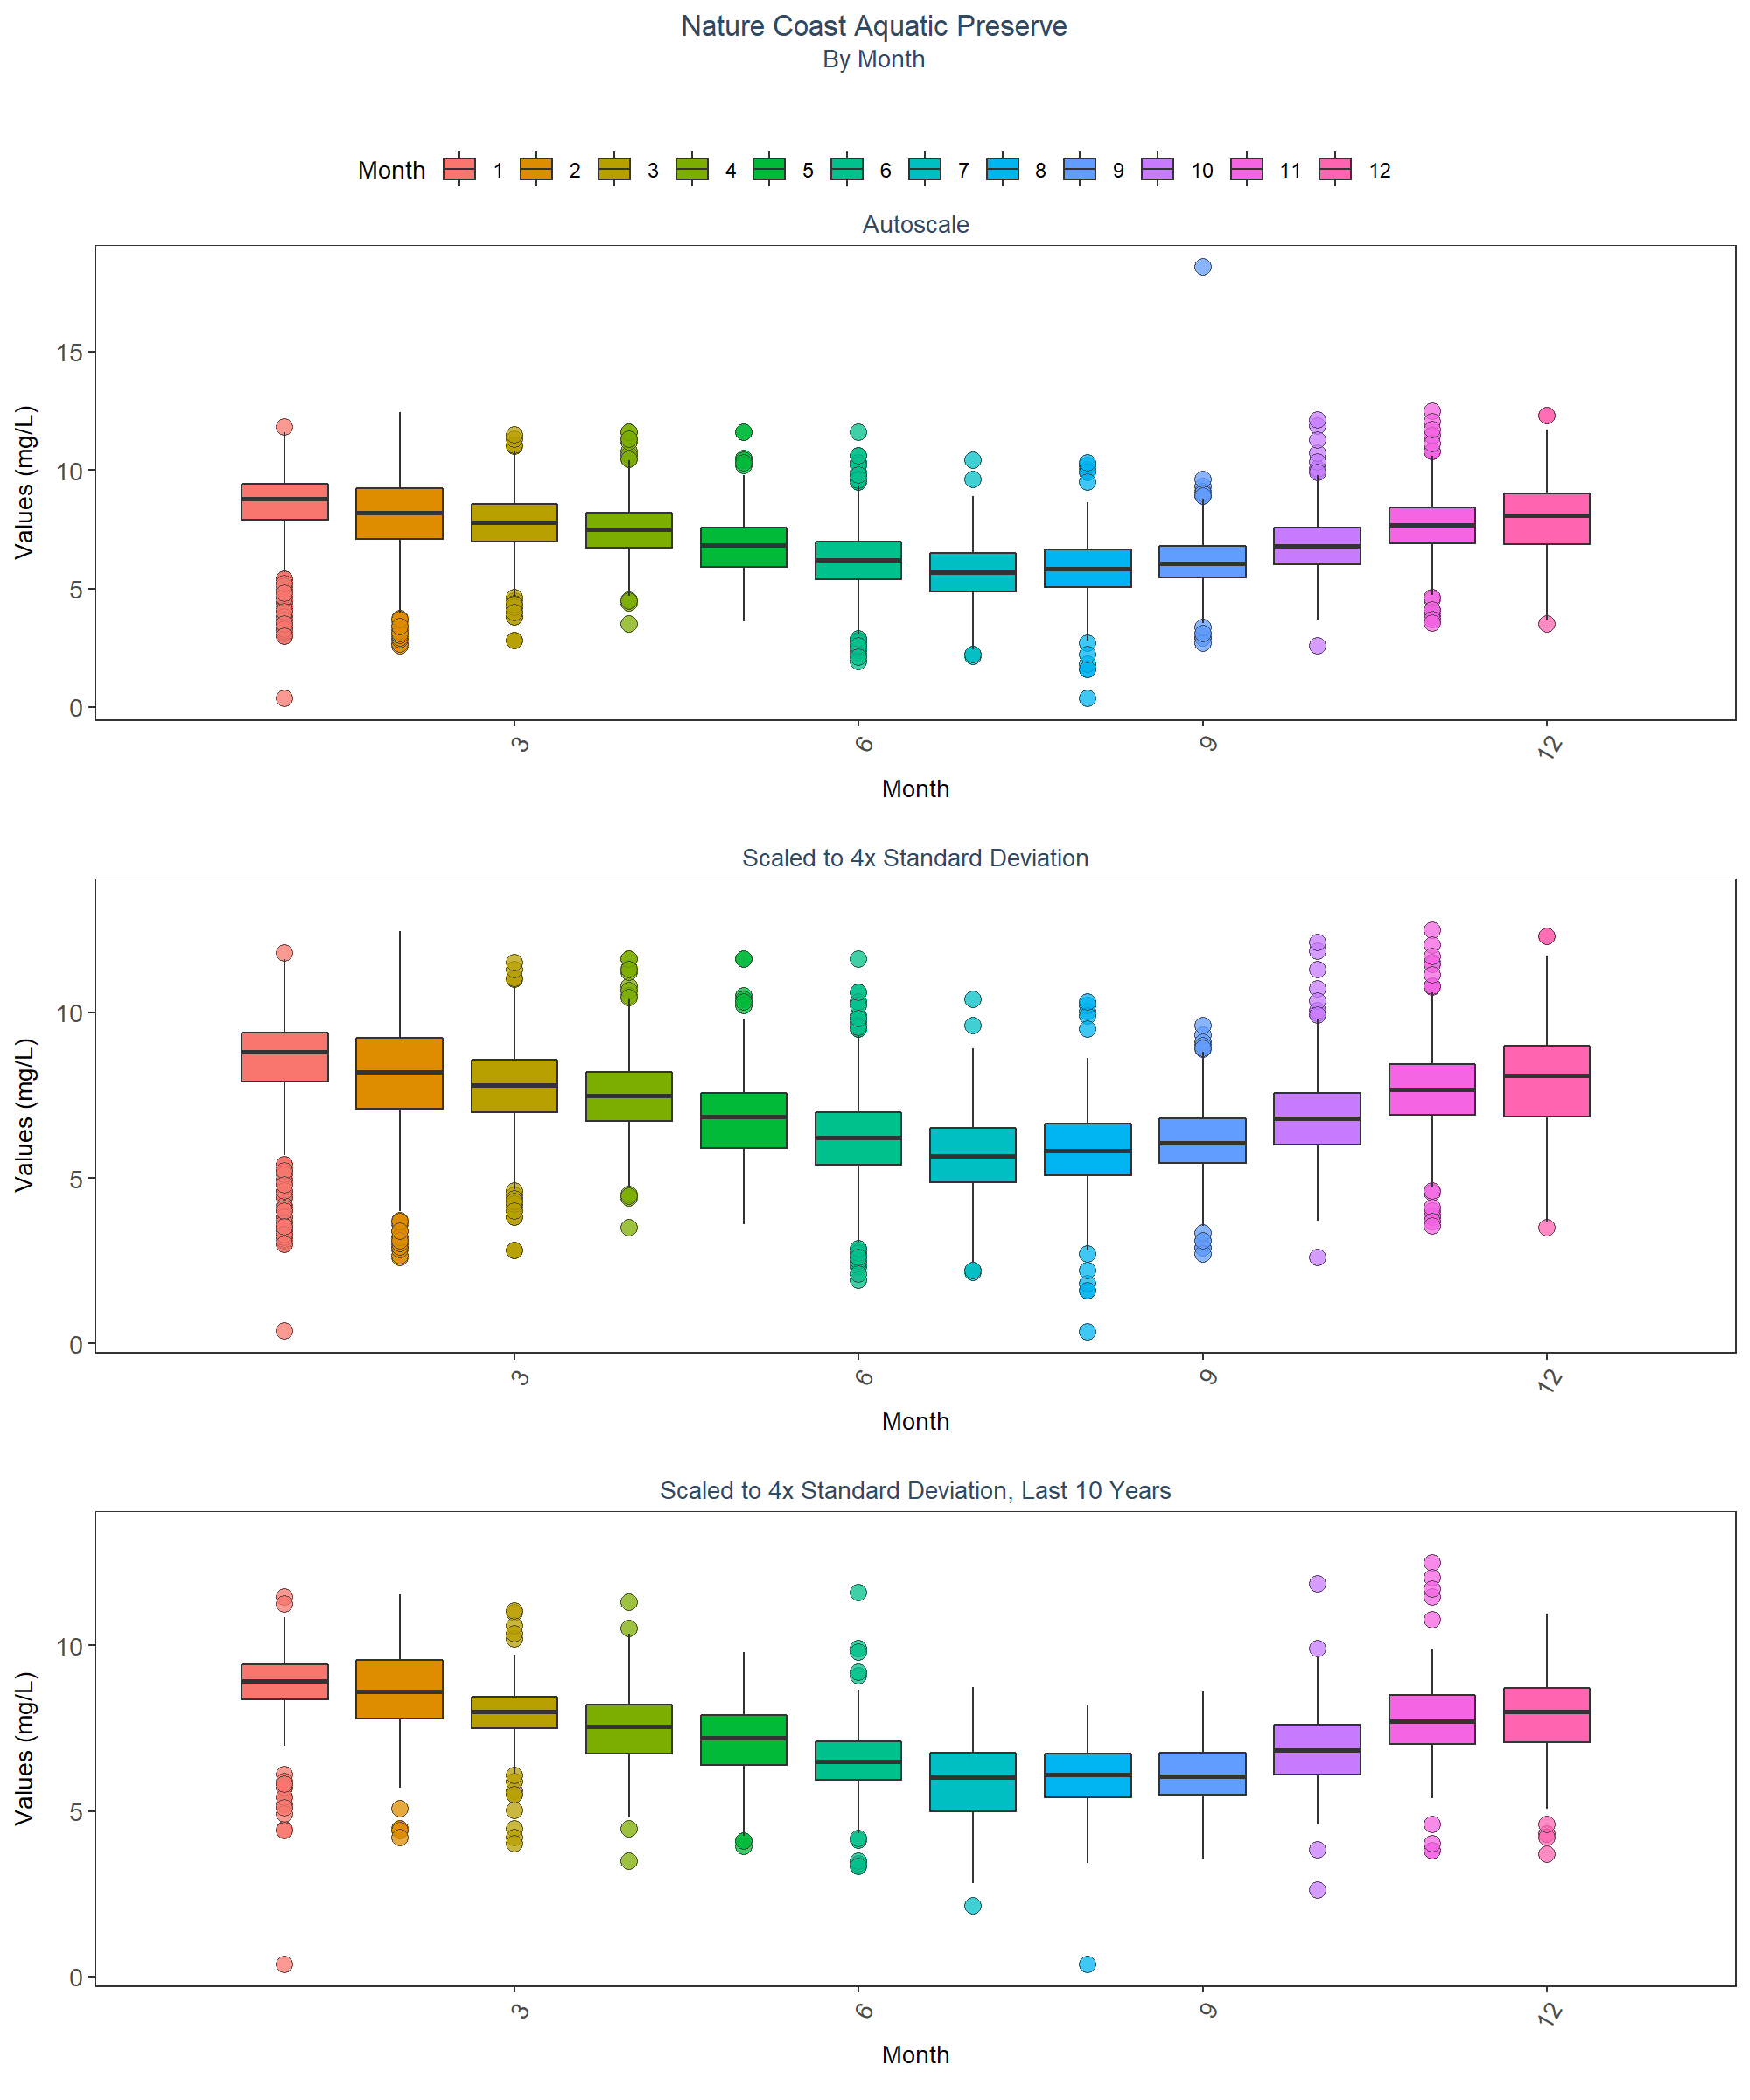 Nature Coast Aquatic Preserve
By Month
Month 1 2 3 4 5 6 7 8 9 10 11 12
Autoscale
Values (mg/L)
15
10
5
0
3 6 9 12
Month
Scaled to 4x Standard Deviation
Values (mg/L)
10
5
0
3 6 9 12
Month
Scaled to 4x Standard Deviation, Last 10 Years
Values (mg/L)
10
5
0
3 6 9 12
Month